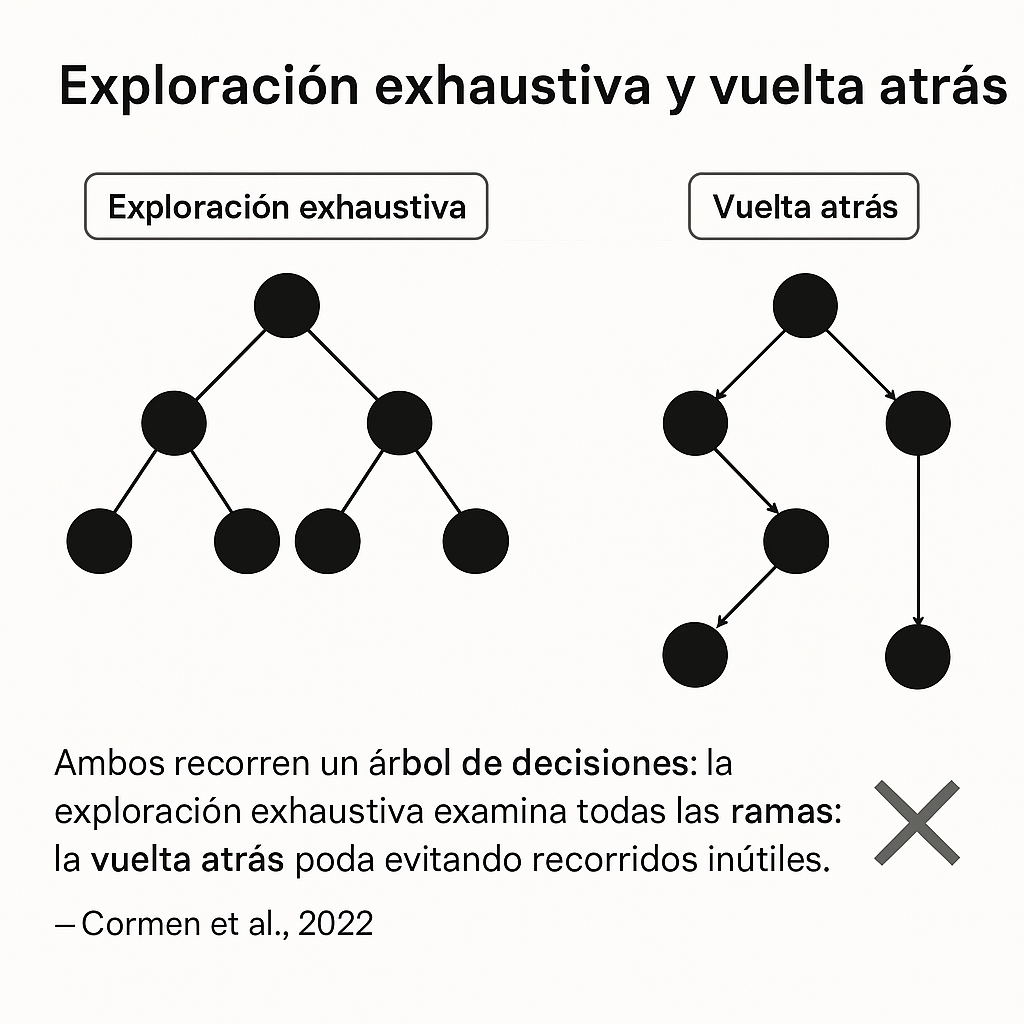 Exploración exhaustiva y vuelta atrás
Exploración exhaustiva
Vuelta atrás
Ambos recorren un árbol de decisiones: la
exploración exhaustiva examina todas las ramas:
la vuelta atrás poda evitando recorridos inútiles.
– Cormen et al., 2022